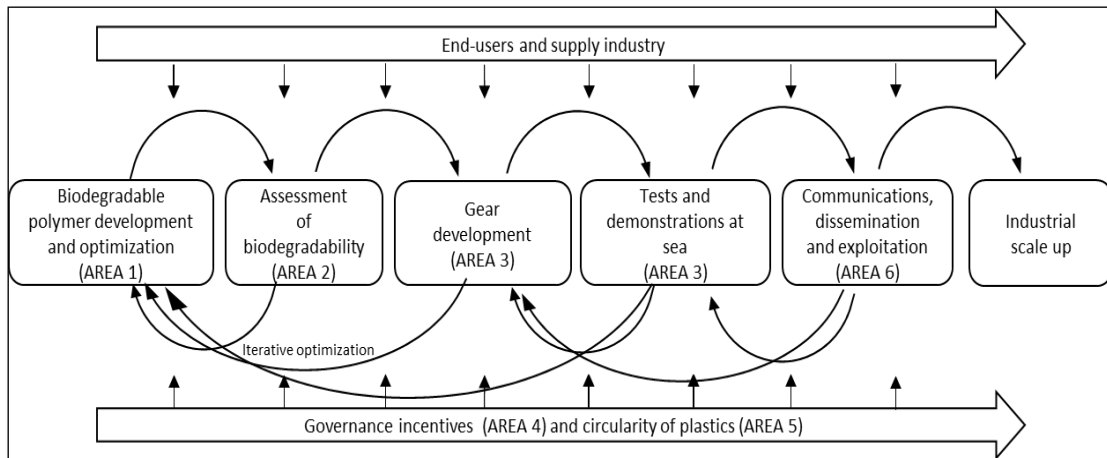 End-users and supply industry
Biodegradable
polymer development
and optimization
(AREA 1)
Assessment
of
biodegradability
(AREA 2)
Gear
development
(AREA 3)
Tests and
demonstrations at
sea
(AREA 3)
Communications,
dissemination
and exploitation)
(AREA 6)
Industrial
scale up
Iterative optimization
Governance incentives (AREA 4) and circularity of plastics (AREA 5)